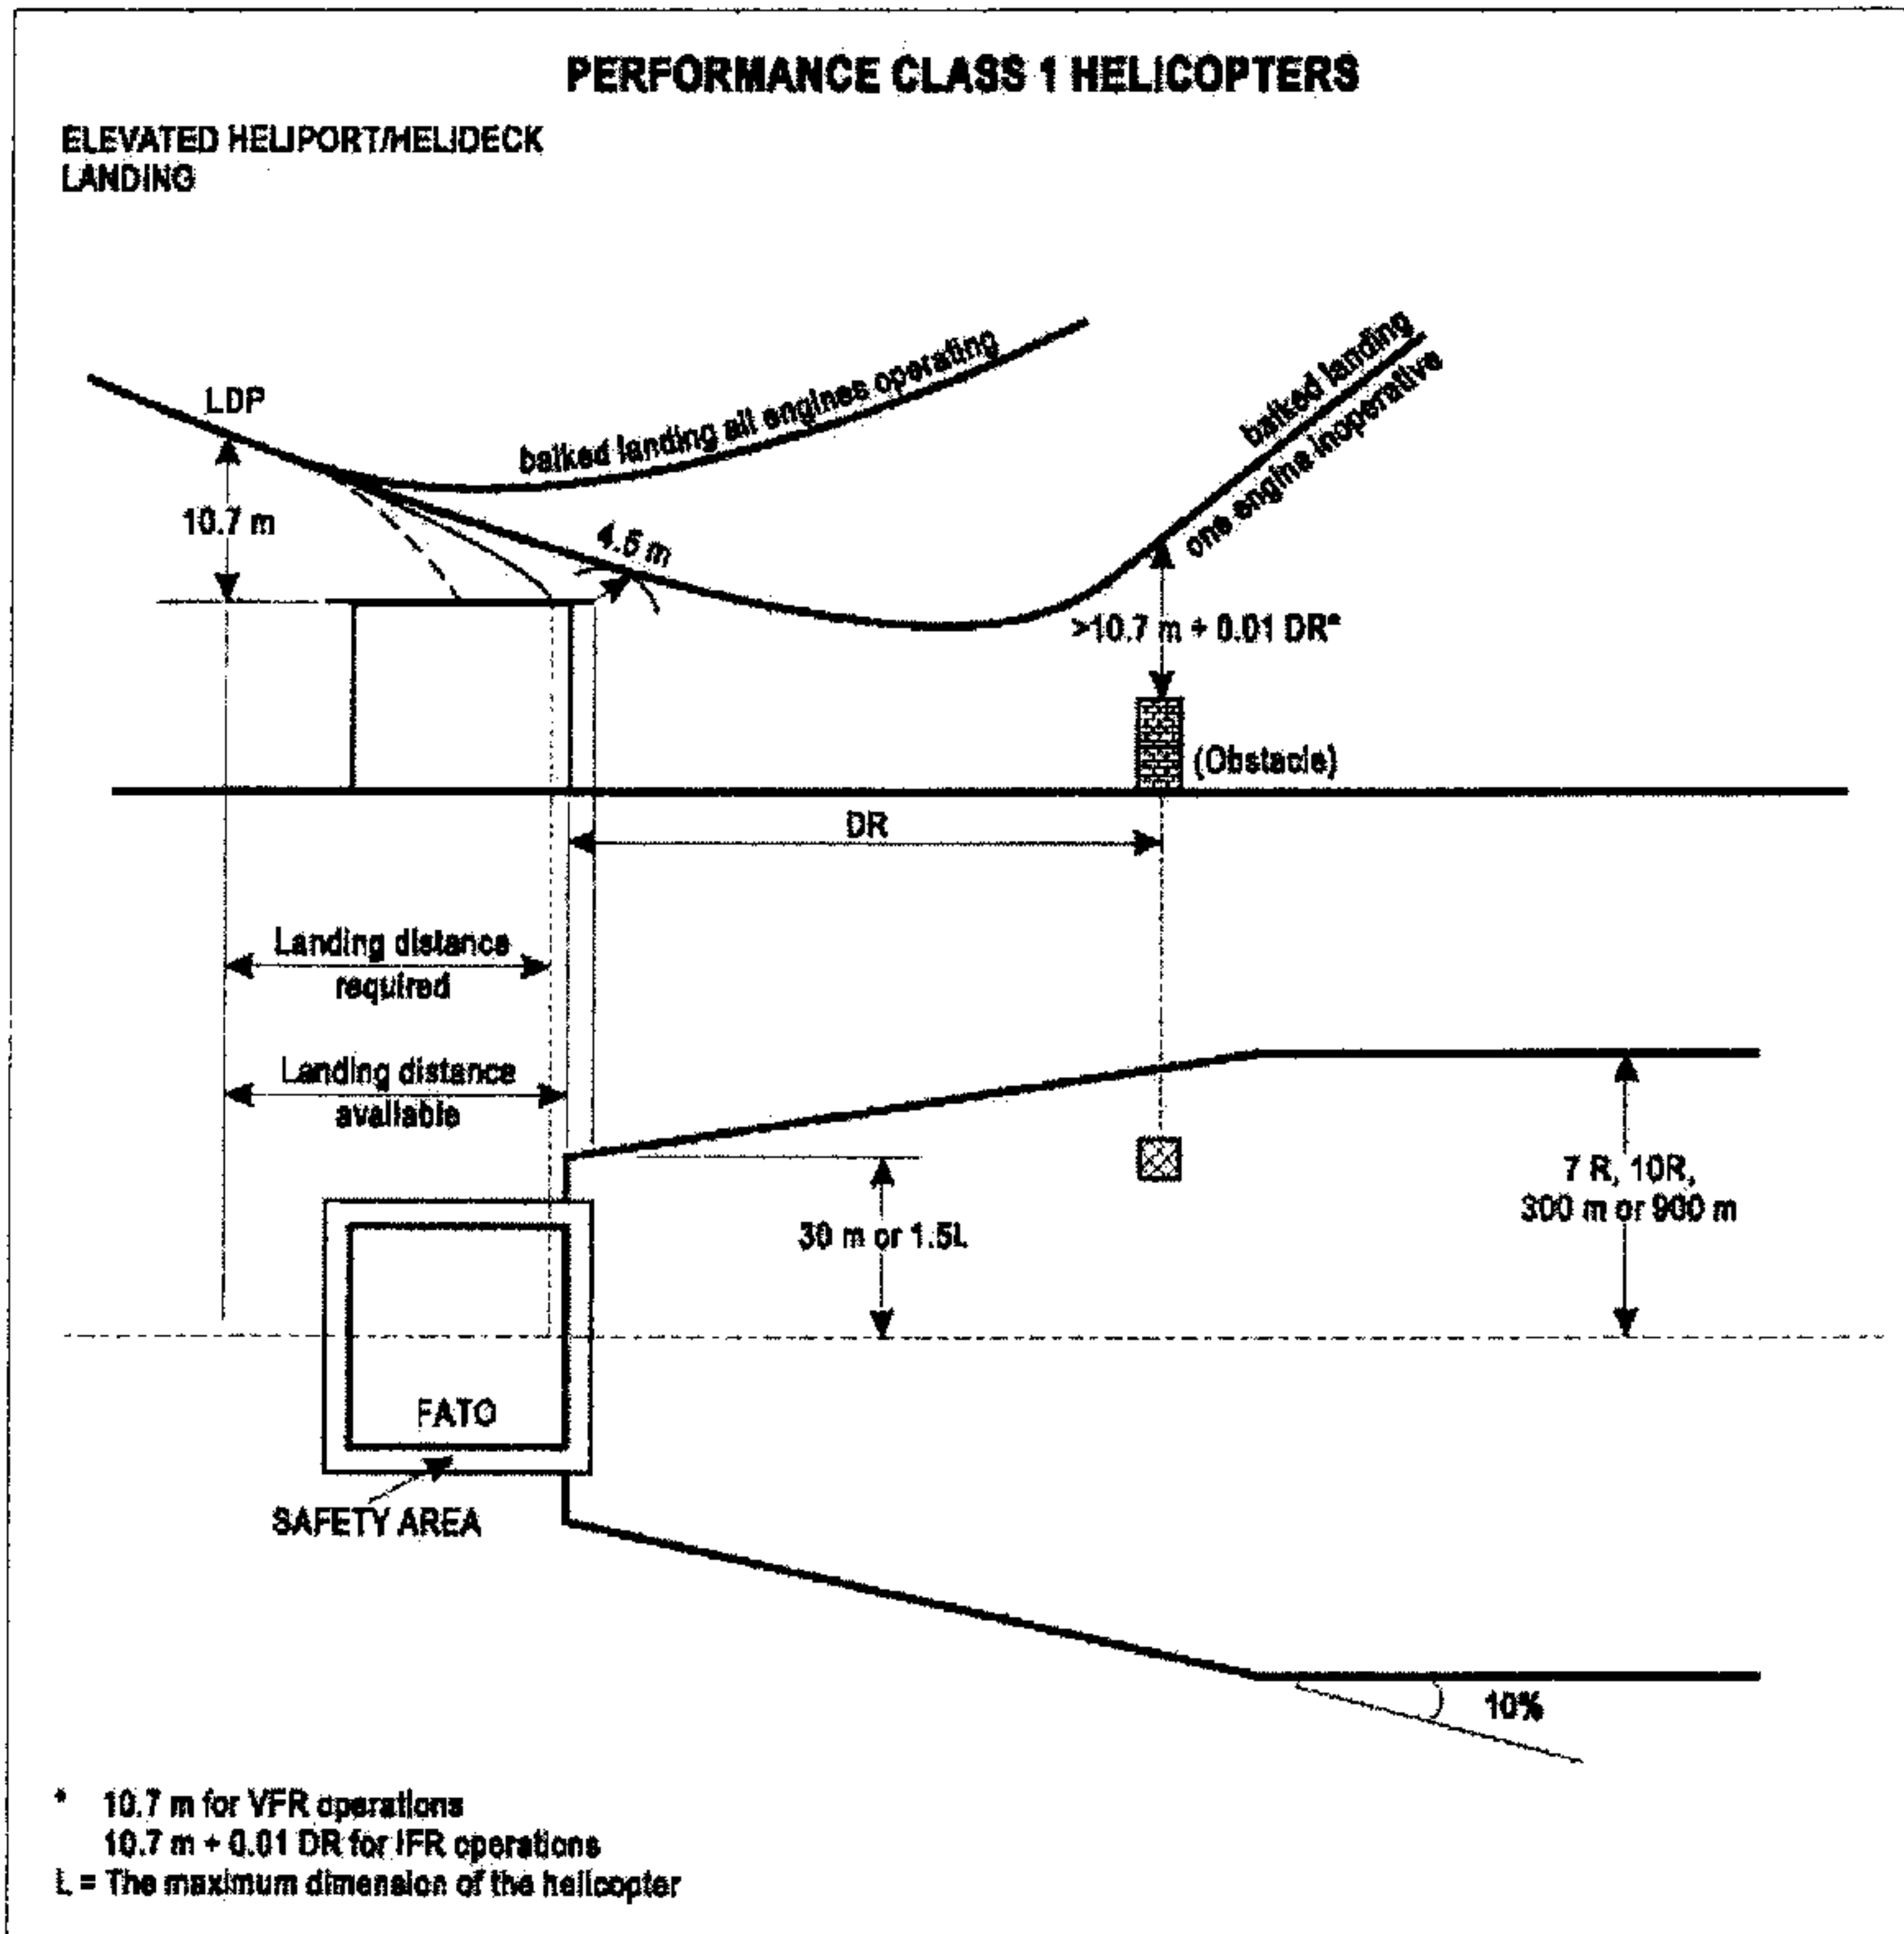 PERFORMANCE CLASS 1 HELICOPTERS
ELEVATED HELIPORT/HELIDECK
LANDING
LDP
balked landing all engines operating
balked landing
one engine inoperative
10.7 m
4.5 m
>10.7 m + 0.01 DR*
(Obstacle)
DR
Landing distance
required
Landing distance
available
30 m or 1.5L
7 R, 10R,
300 m or 900 m
FATO
SAFETY AREA
10%
* 10.7 m for VFR operations
10.7 m + 0.01 DR for IFR operations
L = The maximum dimension of the helicopter